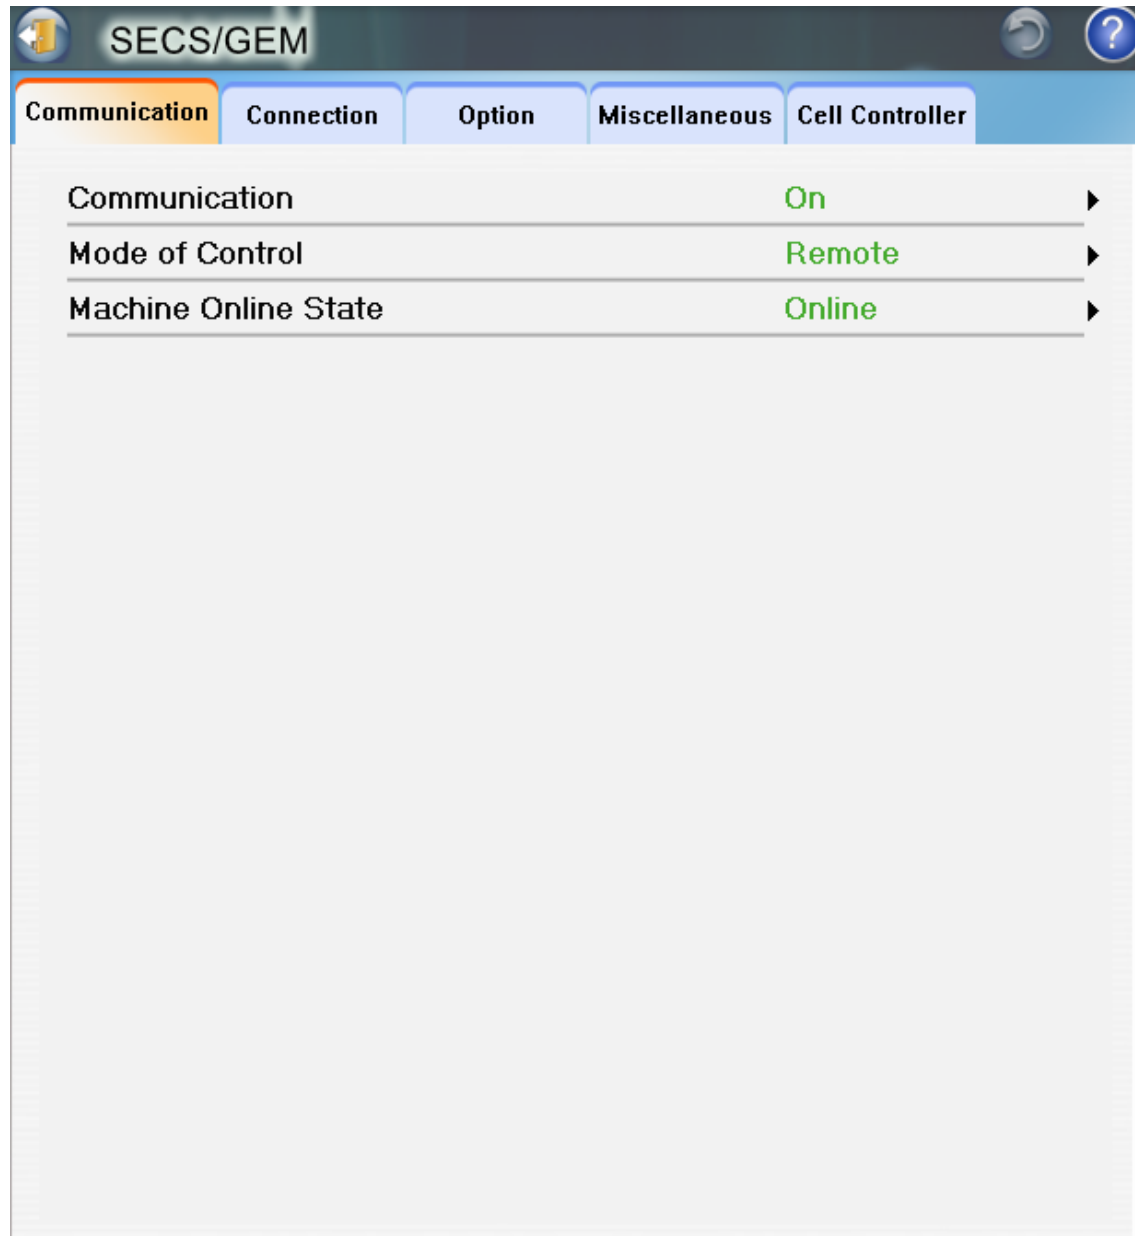 SECS/GEM
?
Communication Connection Option Miscellaneous Cell Controller
Communication On
Mode of Control Remote
Machine Online State Online